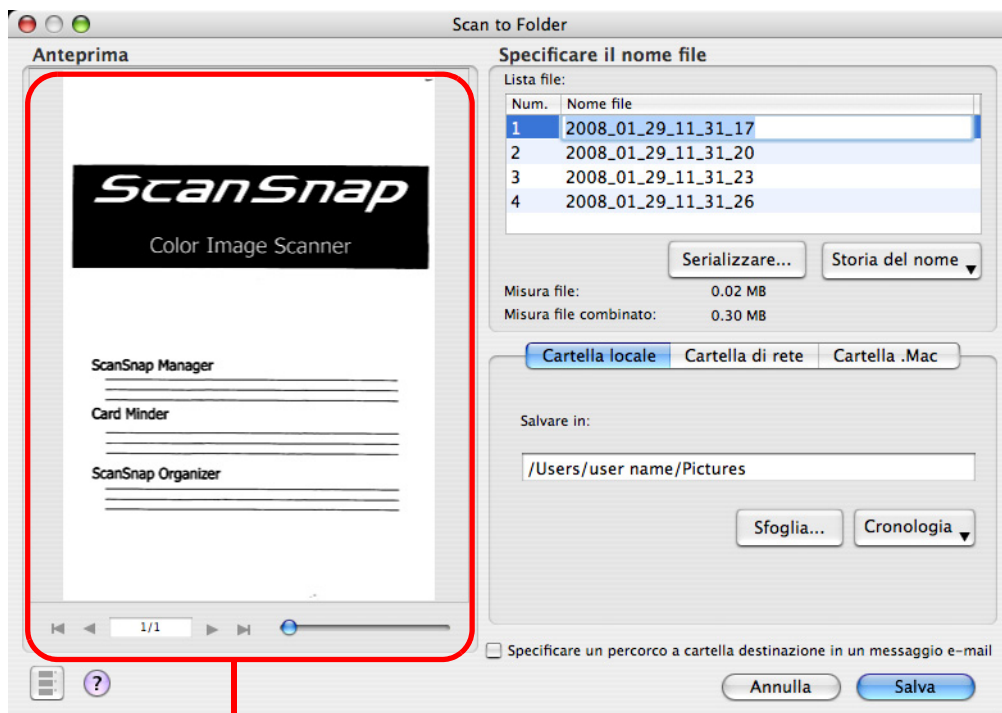 Scan to Folder
Anteprima
ScanSnap
Color Image Scanner
ScanSnap Manager
Card Minder
ScanSnap Organizer
1/1
?
Specificare il nome file
Lista file:
Num. Nome file
1 2008_01_29_11_31_17
2 2008_01_29_11_31_20
3 2008_01_29_11_31_23
4 2008_01_29_11_31_26
Serializzare... Storia del nome
Misura file: 0.02 MB
Misura file combinato: 0.30 MB
Cartella locale Cartella di rete Cartella .Mac
Salvare in:
/Users/user name/Pictures
Sfoglia... Cronologia
Specificare un percorco a cartella destinazione in un messaggio e-mail
Annulla Salva